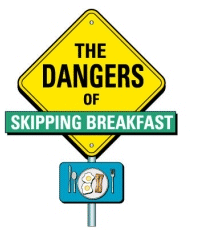 THE
DANGERS
OF
SKIPPING BREAKFAST